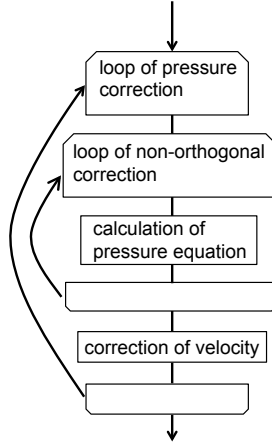 loop of pressure
correction
loop of non-orthogonal
correction
calculation of
pressure equation
correction of velocity